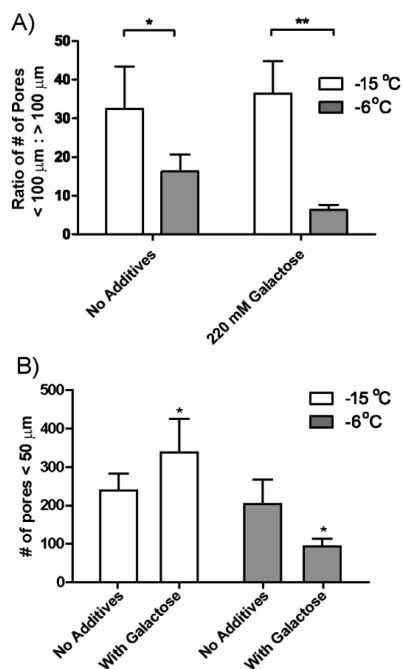 A)
* **
50
40
30
20
10
0
Ratio of # of Pores
< 100 μm : > 100 μm
-15 °C
-6°C
No Additives
220 mM Galactose
B)
500
400
300
200
100
0
# of pores < 50 μm
* *
-15 °C
-6°C
No Additives
With Galactose
No Additives
With Galactose